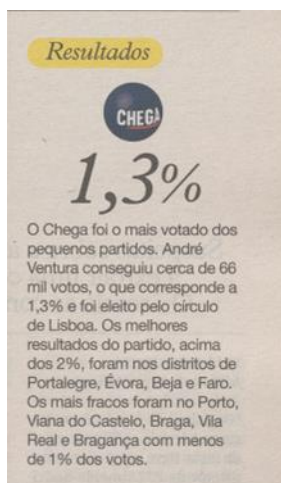 Resultados
CHEGA
1,3%
O Chega foi o mais votado dos
pequenos partidos. André
Ventura conseguiu cerca de 66
mil votos, o que corresponde a
1,3% e foi eleito pelo círculo
de Lisboa. Os melhores
resultados do partido, acima
dos 2%, foram nos distritos de
Portalegre, Évora, Beja e Faro.
Os mais fracos foram no Porto,
Viana do Castelo, Braga, Vila
Real e Bragança com menos
de 1% dos votos.